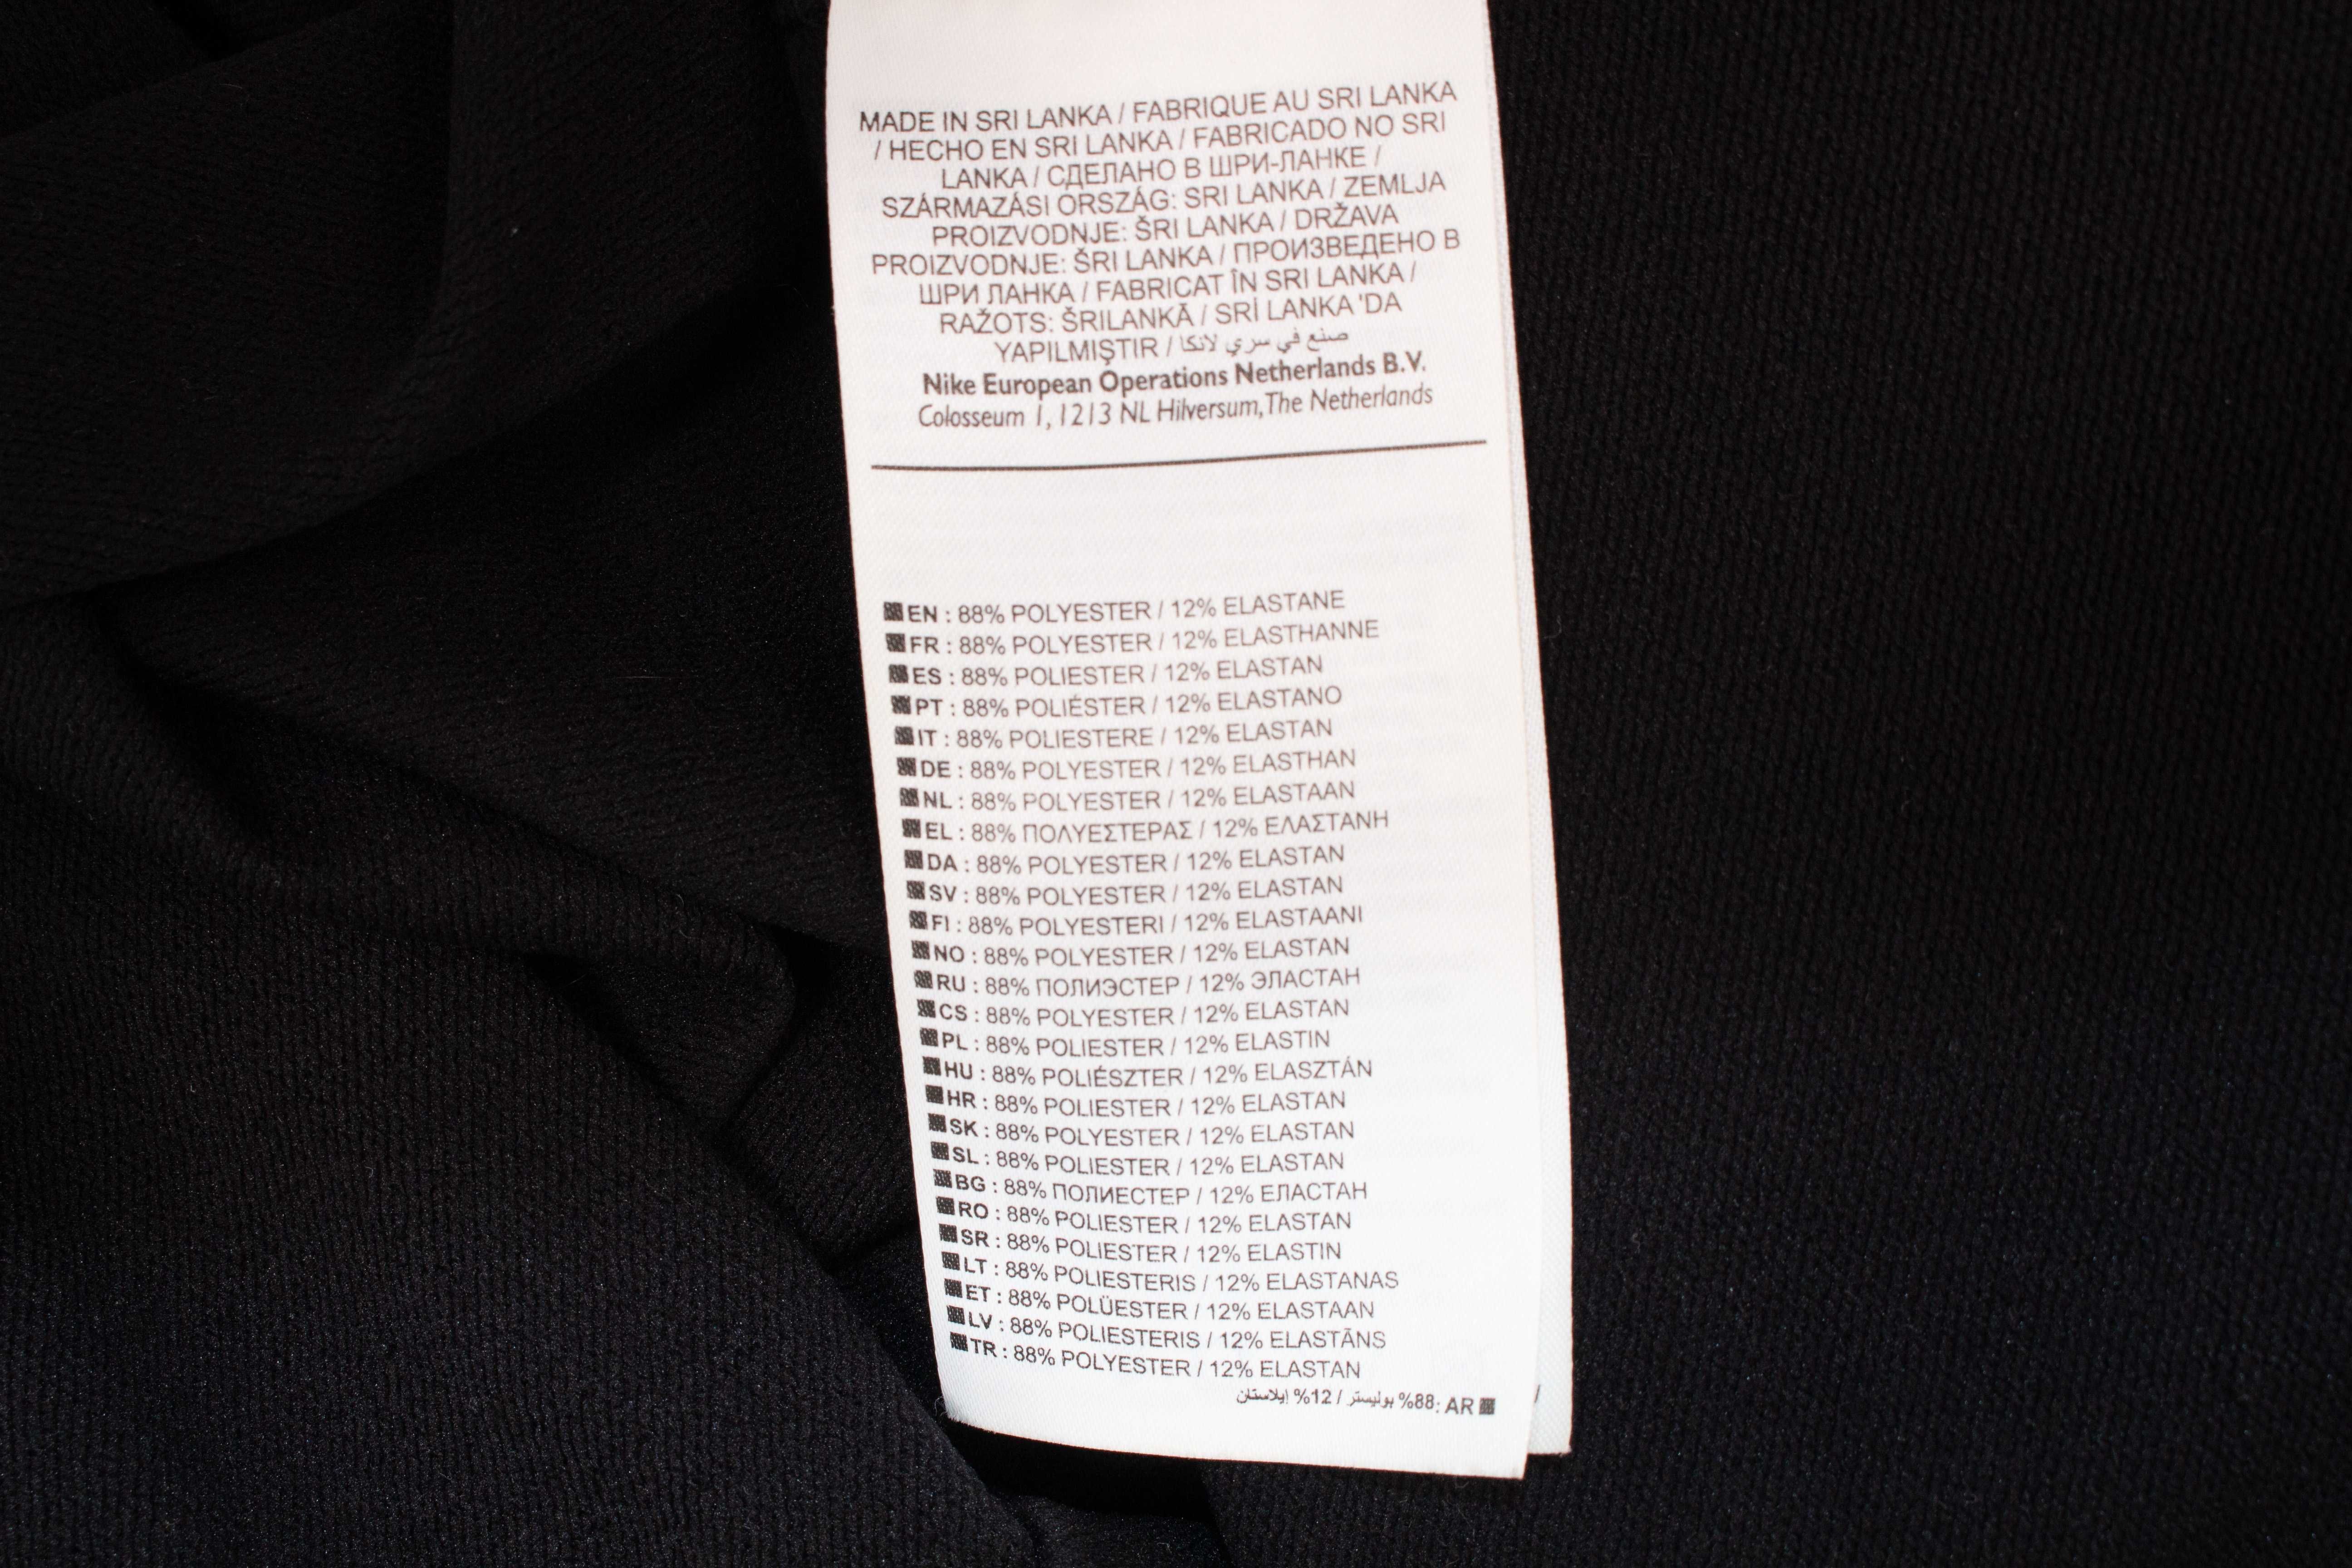 MADE IN SRI LANKA / FABRIQUE AU SRI LANKA
/ HECHO EN SRI LANKA / FABRICADO NO SRI
LANKA / СДЕЛАНО В ШРИ-ЛАНКЕ /
SZÁRMAZÁSI ORSZÁG: SRI LANKA / ZEMLJA
PROIZVODNJE: ŠRI LANKA / DRŽAVA
PROIZVODNJE: ŠRI LANKA / ПРОИЗВЕДЕНО В
ШРИ ЛАНКА / FABRICAT ÎN SRI LANKA /
RAŽOTS: ŠRILANKĀ / SRİ LANKA 'DA
YAPILMIŞTIR / صنع في سري لانكا
Nike European Operations Netherlands B.V.
Colosseum 1, 1213 NL Hilversum, The Netherlands
EN : 88% POLYESTER / 12% ELASTANE
FR : 88% POLYESTER / 12% ELASTHANNE
ES : 88% POLIESTER / 12% ELASTAN
PT : 88% POLIÉSTER / 12% ELASTANO
IT : 88% POLIESTERE / 12% ELASTAN
DE : 88% POLYESTER / 12% ELASTHAN
NL : 88% POLYESTER / 12% ELASTAAN
EL : 88% ΠΟΛΥΕΣΤΕΡΑΣ / 12% ΕΛΑΣΤΑΝΗ
DA : 88% POLYESTER / 12% ELASTAN
SV : 88% POLYESTER / 12% ELASTAN
FI : 88% POLYESTERI / 12% ELASTAANI
NO : 88% POLYESTER / 12% ELASTAN
RU : 88% ПОЛИЭСТЕР / 12% ЭЛАСТАН
CS : 88% POLYESTER / 12% ELASTAN
PL : 88% POLIESTER / 12% ELASTIN
HU : 88% POLIÉSZTER / 12% ELASZTÁN
HR : 88% POLIESTER / 12% ELASTAN
SK : 88% POLYESTER / 12% ELASTAN
SL : 88% POLIESTER / 12% ELASTAN
BG : 88% ПОЛИЕСТЕР / 12% ЕЛАСТАН
RO : 88% POLIESTER / 12% ELASTAN
SR : 88% POLIESTER / 12% ELASTIN
LT : 88% POLIESTERIS / 12% ELASTANAS
ET : 88% POLÜESTER / 12% ELASTAAN
LV : 88% POLIESTERIS / 12% ELASTĀNS
TR : 88% POLYESTER / 12% ELASTAN
AR :88% بوليستر / 12% إيلاستان